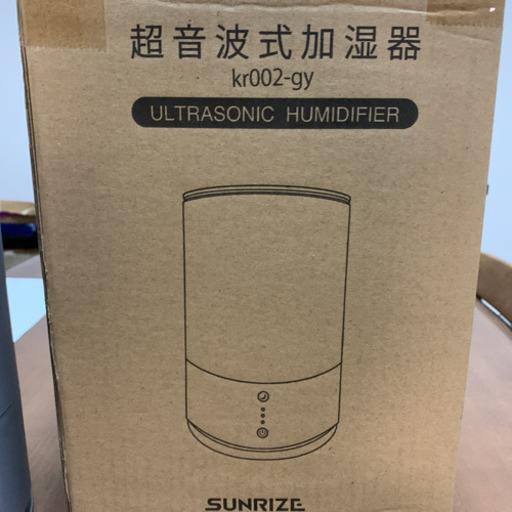 超音波式加湿器
kr002-gy
ULTRASONIC HUMIDIFIER
SUNRIZE